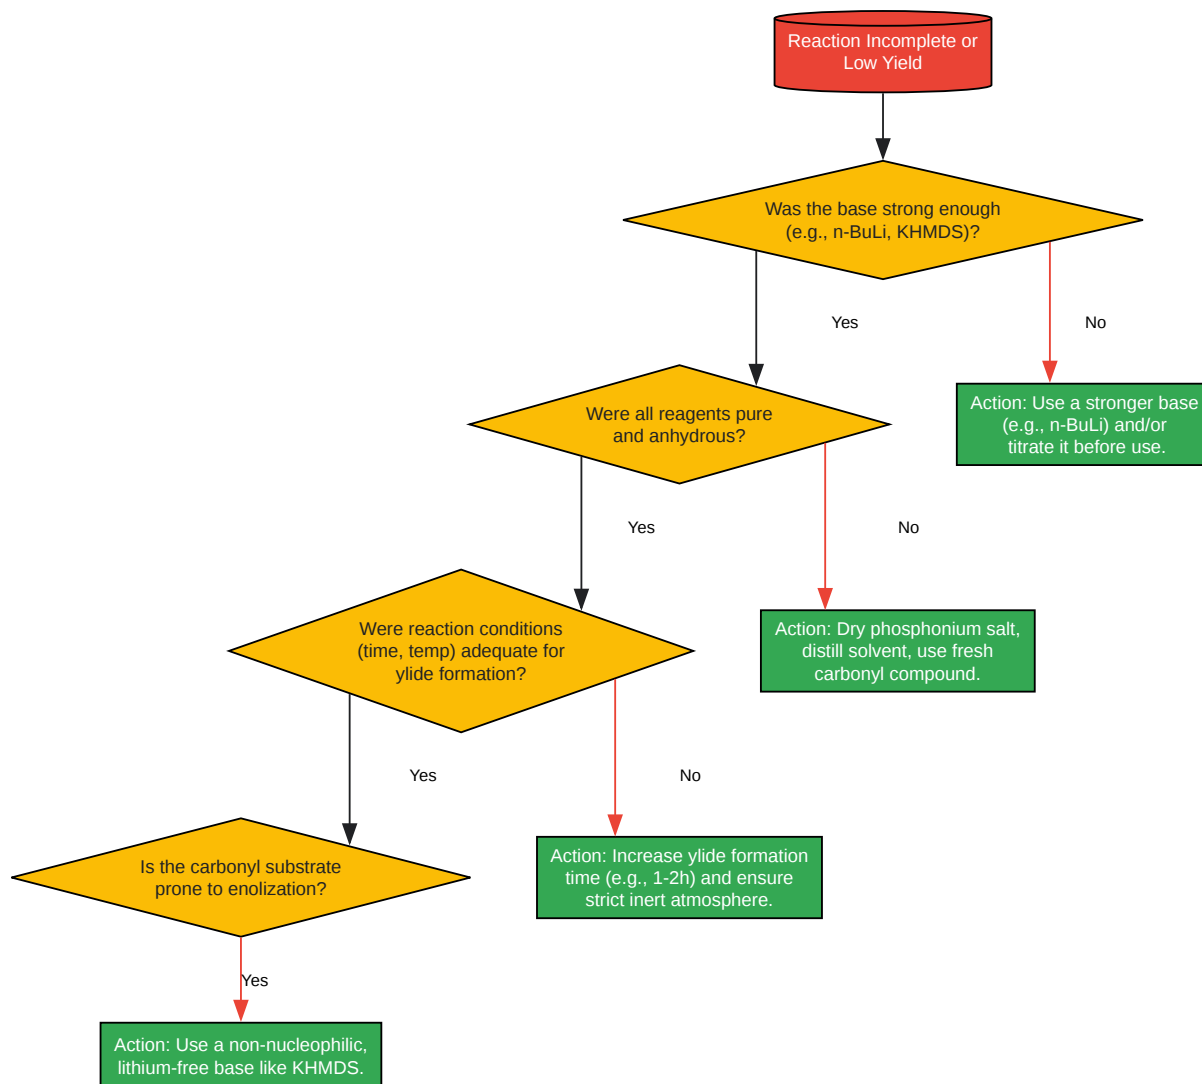 Reaction Incomplete or
Low Yield
Was the base strong enough
(e.g., n-BuLi, KHMDS)?
Yes
No
Were all reagents pure
and anhydrous?
Action: Use a stronger base
(e.g., n-BuLi) and/or
titrate it before use.
Yes
No
Were reaction conditions
(time, temp) adequate for
ylide formation?
Action: Dry phosphonium salt,
distill solvent, use fresh
carbonyl compound.
Yes
No
Is the carbonyl substrate
prone to enolization?
Action: Increase ylide formation
time (e.g., 1-2h) and ensure
strict inert atmosphere.
Yes
Action: Use a non-nucleophilic,
lithium-free base like KHMDS.